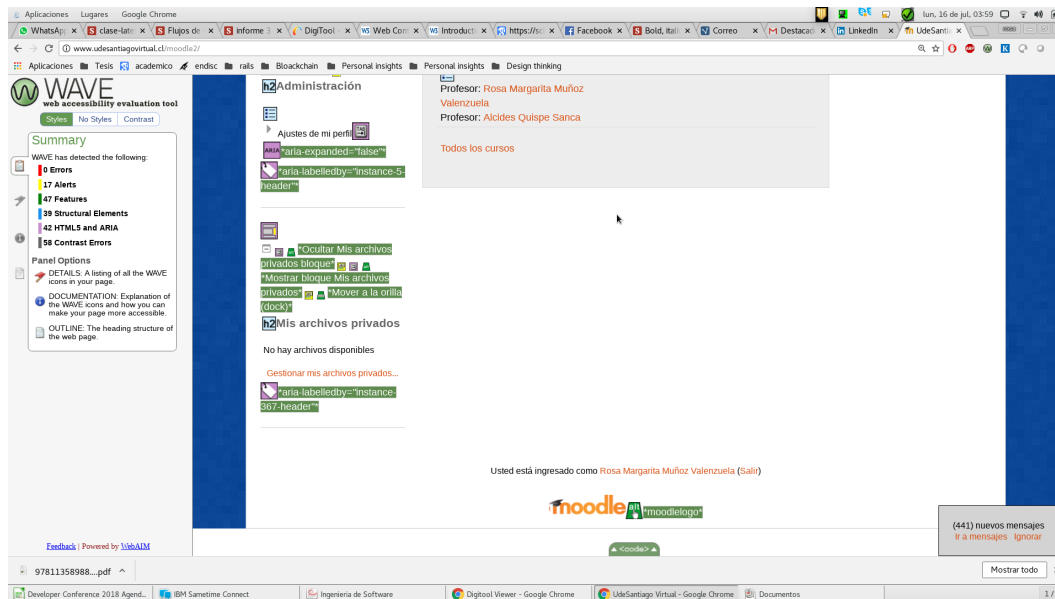 Aplicaciones Lugares Google Chrome
lun, 16 de jul, 03:59
WhatsApp
clase-late
Flujos de
informe 3
DigiTool -
Web Con
Introducti
https://sc
Facebook
Bold, itali
Correo
Destacad
LinkedIn
UdeSantia
www.udesantiagovirtual.cl/moodle2/
Aplicaciones Tesis academico endisc rails Bloackchain Personal insights Personal insights Design thinking
WAVE
web accessibility evaluation tool
Styles No Styles Contrast
Summary
WAVE has detected the following:
0 Errors
17 Alerts
47 Features
39 Structural Elements
42 HTML5 and ARIA
58 Contrast Errors
Panel Options
DETAILS: A listing of all the WAVE
icons in your page.
DOCUMENTATION: Explanation of
the WAVE icons and how you can
make your page more accessible.
OUTLINE: The heading structure of
the web page.
Feedback | Powered by WebAIM
h2 Administración
Ajustes de mi perfil
ARIA *aria-expanded="false"*
*aria-labelledby="instance-5-
header"*
*Ocultar Mis archivos
privados bloque*
*Mostrar bloque Mis archivos
privados* *Mover a la orilla
(dock)*
h2 Mis archivos privados
No hay archivos disponibles
Gestionar mis archivos privados...
*aria-labelledby="instance-
367-header"*
Profesor: Rosa Margarita Muñoz
Valenzuela
Profesor: Alcides Quispe Sanca
Todos los cursos
Usted está ingresado como Rosa Margarita Muñoz Valenzuela (Salir)
moodle alt *moodlelogo*
<code>
(441) nuevos mensajes
Ir a mensajes Ignorar
97811358988....pdf
Mostrar todo
Developer Conference 2018 Agend...
IBM Sametime Connect
Ingenieria de Software
Digitool Viewer - Google Chrome
UdeSantiago Virtual - Google Chrome
Documentos
1 /